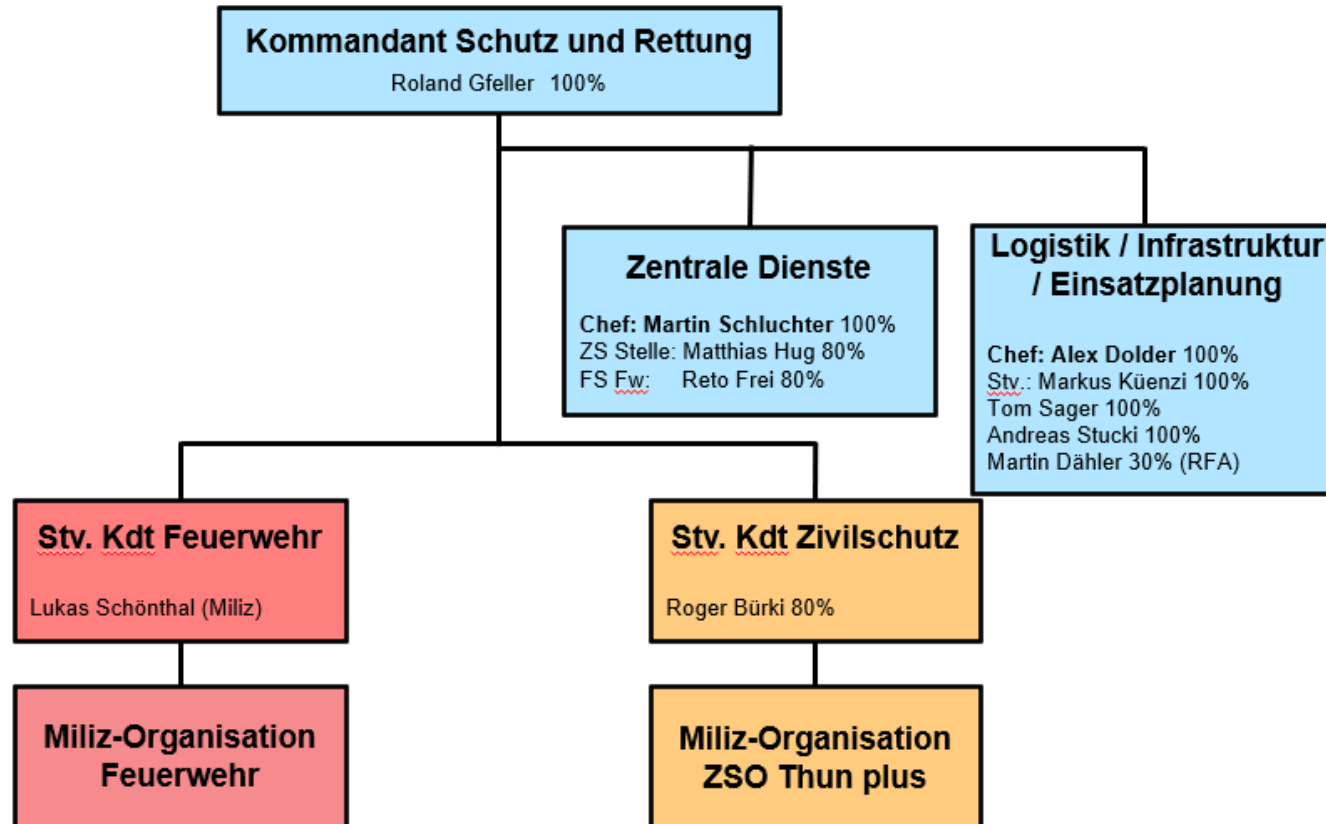 Kommandant Schutz und Rettung
Roland Gfeller 100%
Zentrale Dienste
Chef: Martin Schluchter 100%
ZS Stelle: Matthias Hug 80%
FS Fw: Reto Frei 80%
Logistik / Infrastruktur
/ Einsatzplanung
Chef: Alex Dolder 100%
Stv.: Markus Küenzi 100%
Tom Sager 100%
Andreas Stucki 100%
Martin Dähler 30% (RFA)
Stv. Kdt Feuerwehr
Lukas Schönthal (Miliz)
Stv. Kdt Zivilschutz
Roger Bürki 80%
Miliz-Organisation
Feuerwehr
Miliz-Organisation
ZSO Thun plus